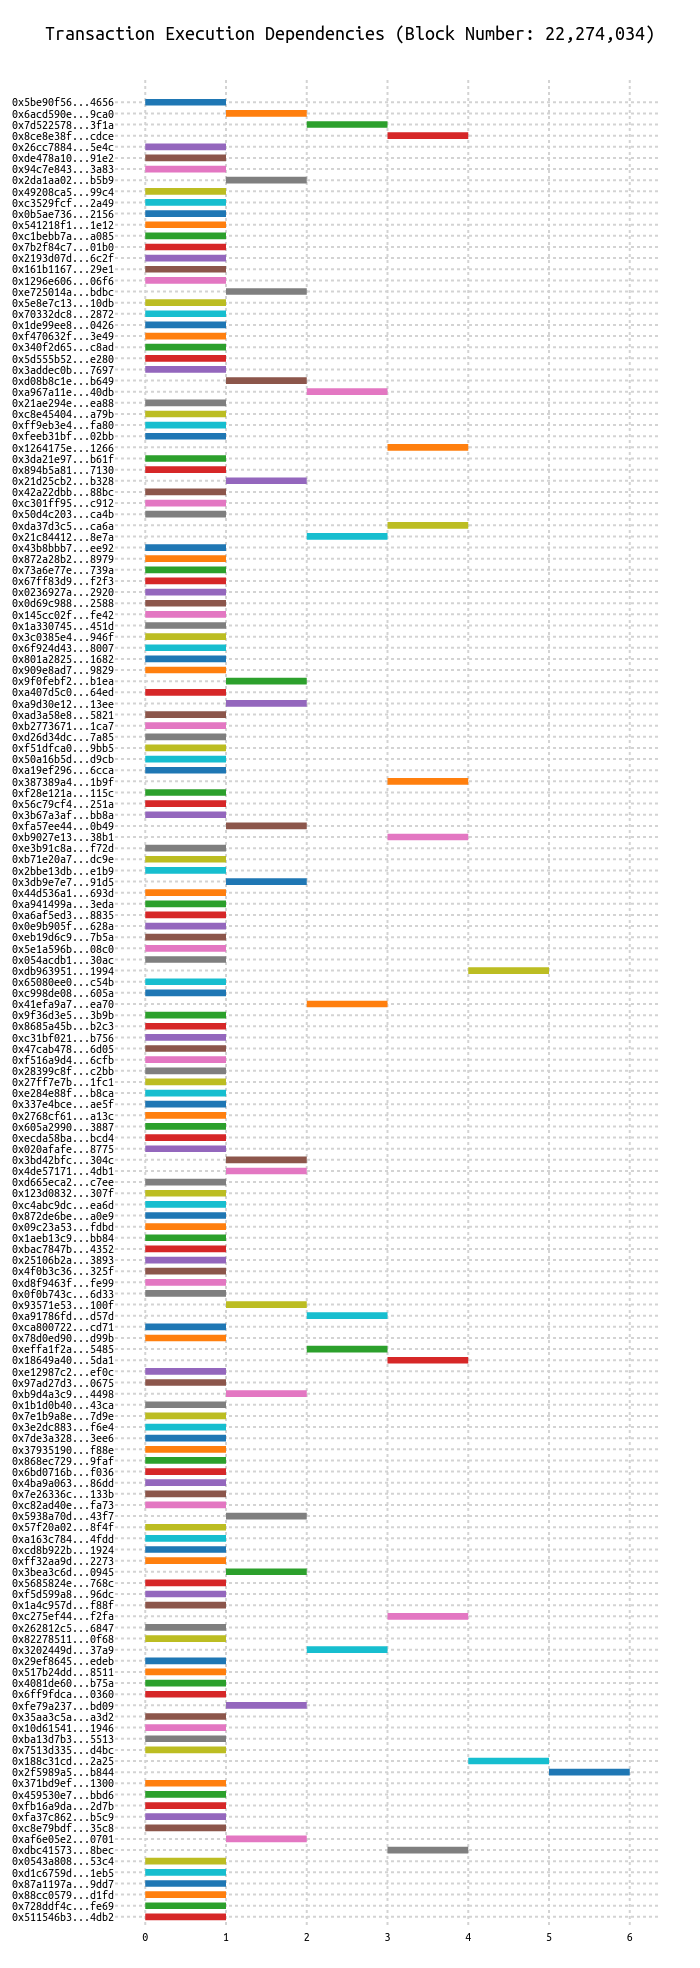 Transaction Execution Dependencies (Block Number: 22,274,034)
0x5be90f56...4656
0x6acd590e...9ca0
0x7d522578...3f1a
0x8ce8e38f...cdce
0x26cc7884...5e4c
0xde478a10...91e2
0x94c7e843...3a83
0x2da1aa02...b5b9
0x49208ca5...99c4
0xc3529fcf...2a49
0x0b5ae736...2156
0x541218f1...1e12
0xc1bebb7a...a085
0x7b2f84c7...01b0
0x2193d07d...6c2f
0x161b1167...29e1
0x1296e606...06f6
0xe725014a...bdbc
0x5e8e7c13...10db
0x70332dc8...2872
0x1de99ee8...0426
0xf470632f...3e49
0x340f2d65...c8ad
0x5d555b52...e280
0x3addec0b...7697
0xd08b8c1e...b649
0xa967a11e...40db
0x21ae294e...ea88
0xc8e45404...a79b
0xff9eb3e4...fa80
0xfeeb31bf...02bb
0x1264175e...1266
0x3da21e97...b61f
0x894b5a81...7130
0x21d25cb2...b328
0x42a22dbb...88bc
0xc301ff95...c912
0x50d4c203...ca4b
0xda37d3c5...ca6a
0x21c84412...8e7a
0x43b8bbb7...ee92
0x872a28b2...8979
0x73a6e77e...739a
0x67ff83d9...f2f3
0x0236927a...2920
0x0d69c988...2588
0x145cc02f...fe42
0x1a330745...451d
0x3c0385e4...946f
0x6f924d43...8007
0x801a2825...1682
0x909e8ad7...9829
0x9f0febf2...b1ea
0xa407d5c0...64ed
0xa9d30e12...13ee
0xad3a58e8...5821
0xb2773671...1ca7
0xd26d34dc...7a85
0xf51dfca0...9bb5
0x50a16b5d...d9cb
0xa19ef296...6cca
0x387389a4...1b9f
0xf28e121a...115c
0x56c79cf4...251a
0x3b67a3af...bb8a
0xfa57ee44...0b49
0xb9027e13...38b1
0xe3b91c8a...f72d
0xb71e20a7...dc9e
0x2bbe13db...e1b9
0x3db9e7e7...91d5
0x44d536a1...693d
0xa941499a...3eda
0xa6af5ed3...8835
0x0e9b905f...628a
0xeb19d6c9...7b5a
0x5e1a596b...08c0
0x054acdb1...30ac
0xdb963951...1994
0x65080ee0...c54b
0xc998de08...605a
0x41efa9a7...ea70
0x9f36d3e5...3b9b
0x8685a45b...b2c3
0xc31bf021...b756
0x47cab478...6d05
0xf516a9d4...6cfb
0x28399c8f...c2bb
0x27ff7e7b...1fc1
0xe284e88f...b8ca
0x337e4bce...ae5f
0x2768cf61...a13c
0x605a2990...3887
0xecda58ba...bcd4
0x020afafe...8775
0x3bd42bfc...304c
0x4de57171...4db1
0xd665eca2...c7ee
0x123d0832...307f
0xc4abc9dc...ea6d
0x872de6be...a0e9
0x09c23a53...fdbd
0x1aeb13c9...bb84
0xbac7847b...4352
0x25106b2a...3893
0x4f0b3c36...325f
0xd8f9463f...fe99
0x0f0b743c...6d33
0x93571e53...100f
0xa91786fd...d57d
0xca800722...cd71
0x78d0ed90...d99b
0xeffa1f2a...5485
0x18649a40...5da1
0xe12987c2...ef0c
0x97ad27d3...0675
0xb9d4a3c9...4498
0x1b1d0b40...43ca
0x7e1b9a8e...7d9e
0x3e2dc883...f6e4
0x7de3a328...3ee6
0x37935190...f88e
0x868ec729...9faf
0x6bd0716b...f036
0x4ba9a063...86dd
0x7e26336c...133b
0xc82ad40e...fa73
0x5938a70d...43f7
0x57f20a02...8f4f
0xa163c784...4fdd
0xcd8b922b...1924
0xff32aa9d...2273
0x3bea3c6d...0945
0x5685824e...768c
0xf5d599a8...96dc
0x1a4c957d...f88f
0xc275ef44...f2fa
0x262812c5...6847
0x82278511...0f68
0x3202449d...37a9
0x29ef8645...edeb
0x517b24dd...8511
0x4081de60...b75a
0x6ff9fdca...0360
0xfe79a237...bd09
0x35aa3c5a...a3d2
0x10d61541...1946
0xba13d7b3...5513
0x7513d335...d4bc
0x188c31cd...2a25
0x2f5989a5...b844
0x371bd9ef...1300
0x459530e7...bbd6
0xfb16a9da...2d7b
0xfa37c862...b5c9
0xc8e79bdf...35c8
0xaf6e05e2...0701
0xdbc41573...8bec
0x0543a808...53c4
0xd1c6759d...1eb5
0x87a1197a...9dd7
0x88cc0579...d1fd
0x728ddf4c...fe69
0x511546b3...4db2
0 1 2 3 4 5 6